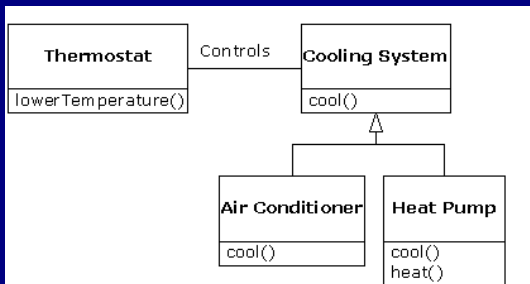 Thermostat
lowerTemperature()
Controls
Cooling System
cool()
Air Conditioner
cool()
Heat Pump
cool()
heat()